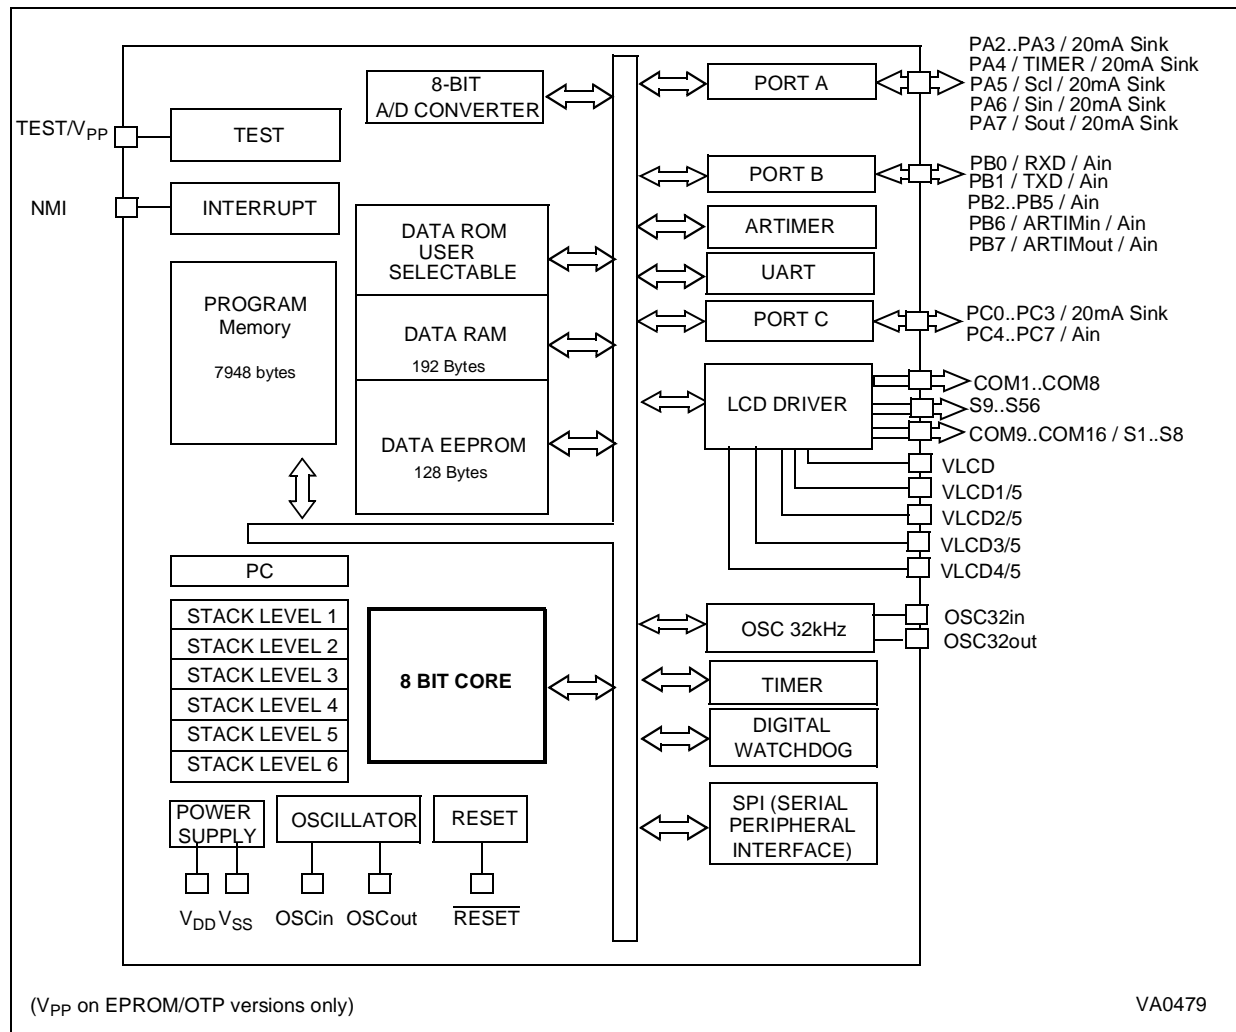 8-BIT
A/D CONVERTER
TEST/VPP
TEST
NMI
INTERRUPT
PROGRAM
Memory
7948 bytes
DATA ROM
USER
SELECTABLE
DATA RAM
192 Bytes
DATA EEPROM
128 Bytes
PC
STACK LEVEL 1
STACK LEVEL 2
STACK LEVEL 3
STACK LEVEL 4
STACK LEVEL 5
STACK LEVEL 6
8 BIT CORE
POWER
SUPPLY
OSCILLATOR
RESET
VDD VSS
OSCin OSCout
RESET
PORT A
PA2..PA3 / 20mA Sink
PA4 / TIMER / 20mA Sink
PA5 / Scl / 20mA Sink
PA6 / Sin / 20mA Sink
PA7 / Sout / 20mA Sink
PORT B
PB0 / RXD / Ain
PB1 / TXD / Ain
PB2..PB5 / Ain
PB6 / ARTIMin / Ain
PB7 / ARTIMout / Ain
ARTIMER
UART
PORT C
PC0..PC3 / 20mA Sink
PC4..PC7 / Ain
LCD DRIVER
COM1..COM8
S9..S56
COM9..COM16 / S1..S8
VLCD
VLCD1/5
VLCD2/5
VLCD3/5
VLCD4/5
OSC 32kHz
OSC32in
OSC32out
TIMER
DIGITAL
WATCHDOG
SPI (SERIAL
PERIPHERAL
INTERFACE)
(VPP on EPROM/OTP versions only)
VA0479